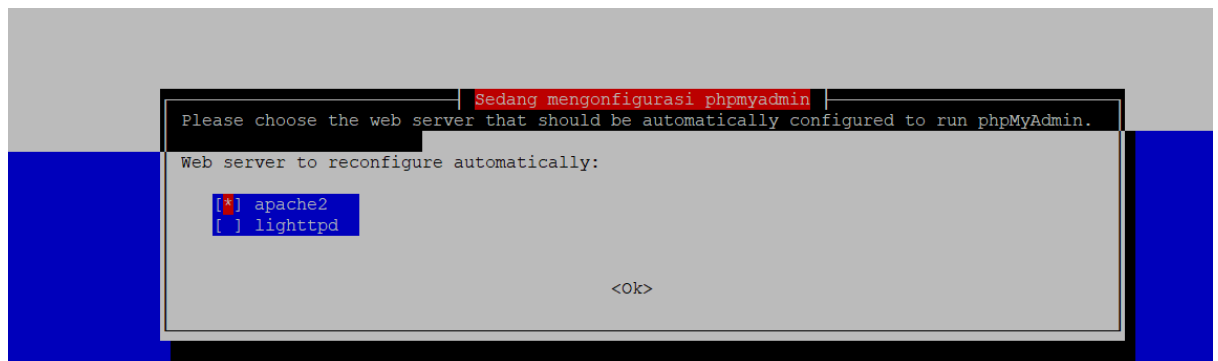 Sedang mengonfigurasi phpmyadmin
Please choose the web server that should be automatically configured to run phpMyAdmin.
Web server to reconfigure automatically:
[*] apache2
[ ] lighttpd
<Ok>